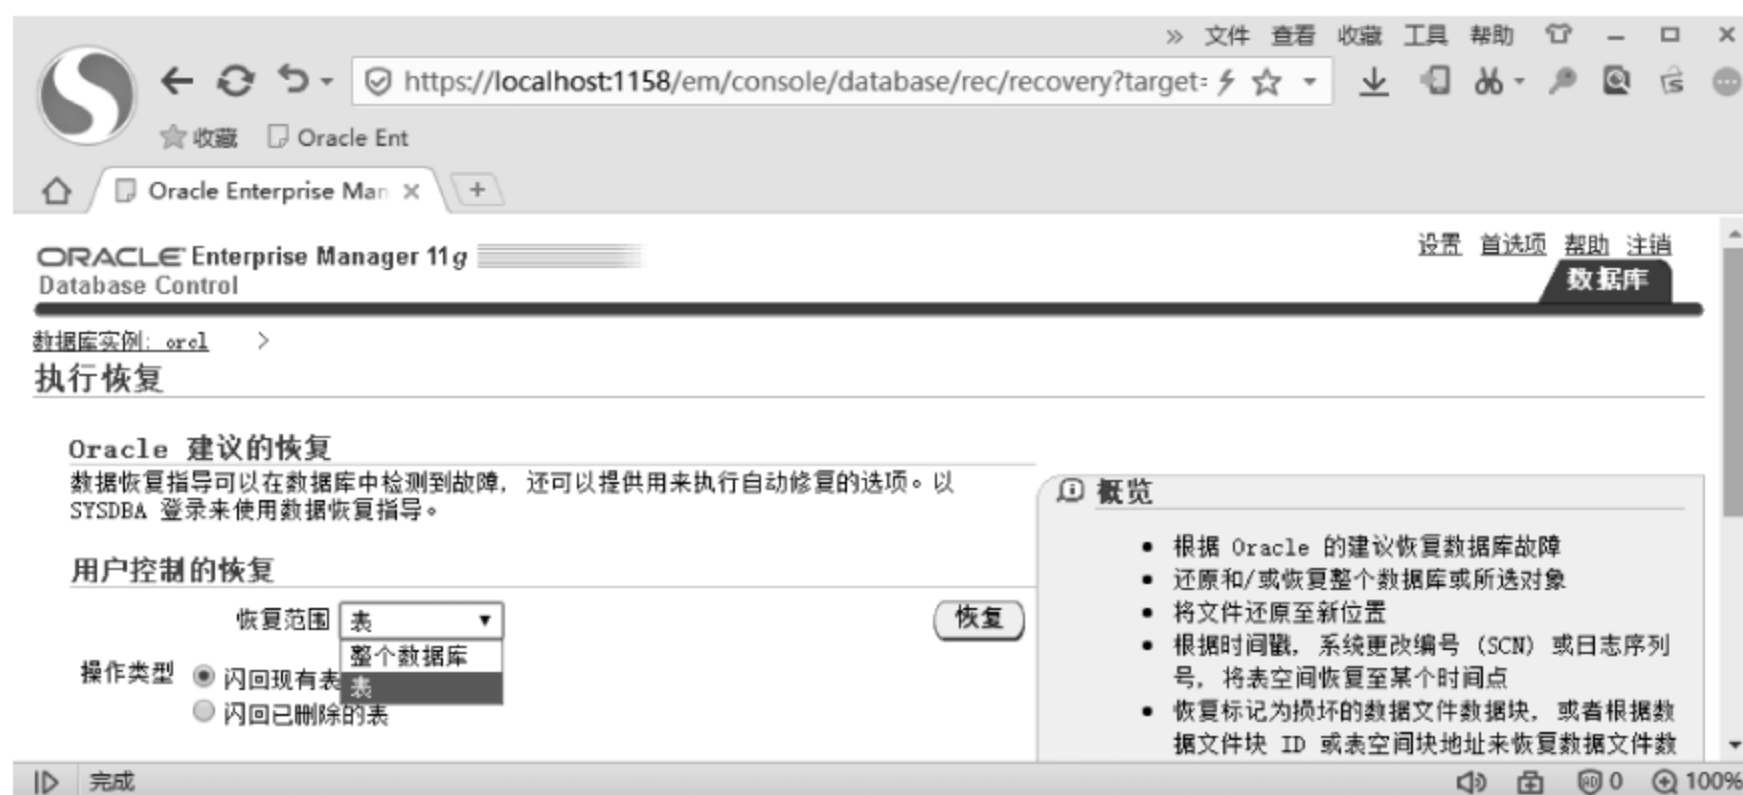 » 文件 查看 收藏 工具 帮助
https://localhost:1158/em/console/database/rec/recovery?target=
收藏 Oracle Ent
Oracle Enterprise Man
设置 首选项 帮助 注销
ORACLE Enterprise Manager 11g
Database Control
数据库
数据库实例: orcl >
执行恢复
Oracle 建议的恢复
数据恢复指导可以在数据库中检测到故障, 还可以提供用来执行自动修复的选项。以
SYSDBA 登录来使用数据恢复指导。
用户控制的恢复
恢复范围 表
恢复
整个数据库
表
操作类型 闪回现有表
闪回已删除的表
概览
• 根据 Oracle 的建议恢复数据库故障
• 还原和/或恢复整个数据库或所选对象
• 将文件还原至新位置
• 根据时间戳, 系统更改编号 (SCN) 或日志序列
号, 将表空间恢复至某个时间点
• 恢复标记为损坏的数据文件数据块, 或者根据数
据文件块 ID 或表空间块地址来恢复数据文件数
完成
0 100%